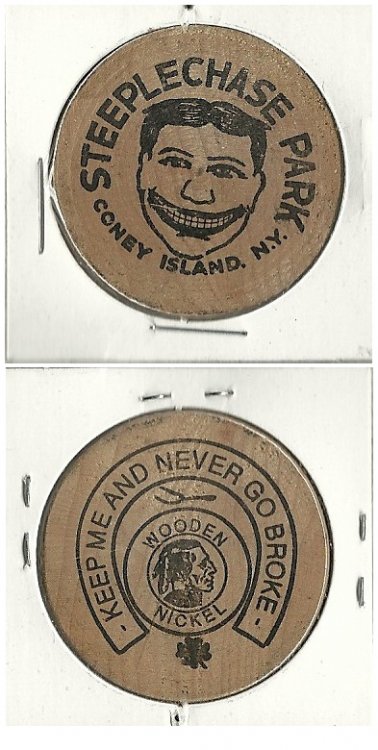 STEEPLECHASE PARK
CONEY ISLAND, N.Y.
- KEEP ME AND NEVER GO BROKE -
WOODEN
NICKEL